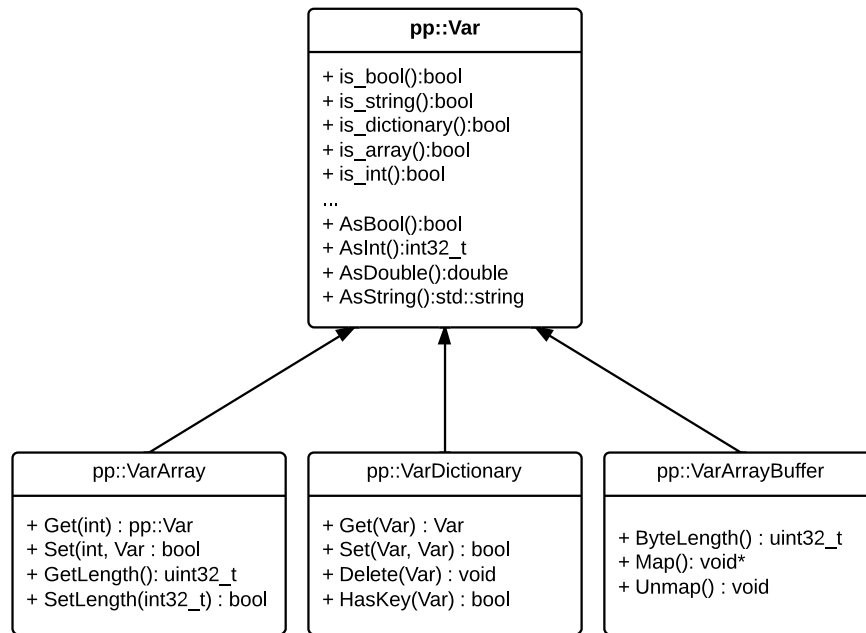 pp::Var
+ is_bool():bool
+ is_string():bool
+ is_dictionary():bool
+ is_array():bool
+ is_int():bool
...
+ AsBool():bool
+ AsInt():int32_t
+ AsDouble():double
+ AsString():std::string
pp::VarArray
+ Get(int) : pp::Var
+ Set(int, Var : bool
+ GetLength(): uint32_t
+ SetLength(int32_t) : bool
pp::VarDictionary
+ Get(Var) : Var
+ Set(Var, Var) : bool
+ Delete(Var) : void
+ HasKey(Var) : bool
pp::VarArrayBuffer
+ ByteLength() : uint32_t
+ Map(): void*
+ Unmap() : void